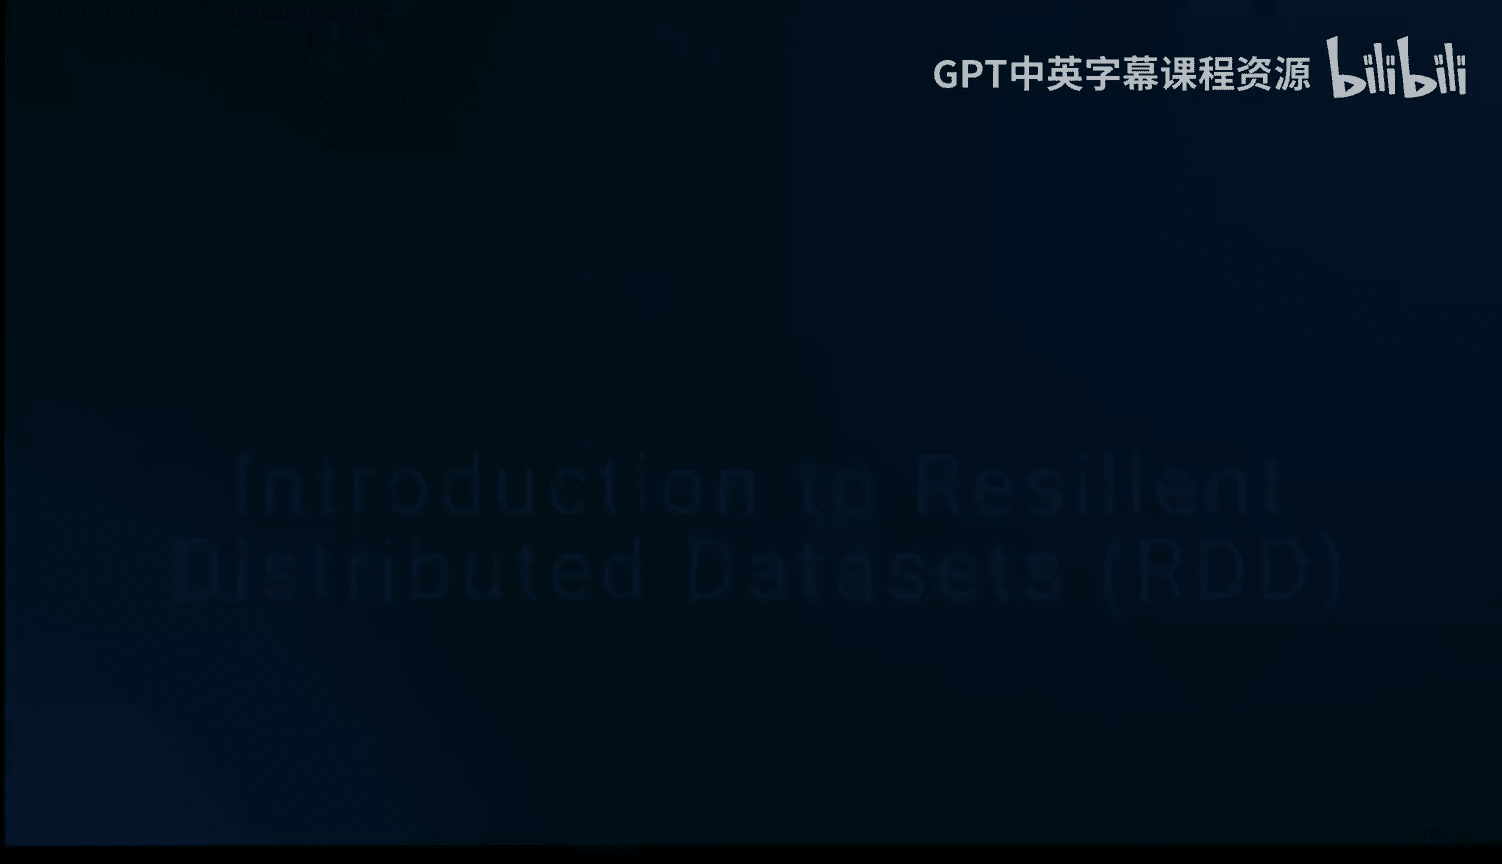 GPT中英字幕课程资源 bilibili
Introduction to Resilient
Distributed Datasets (RDD)